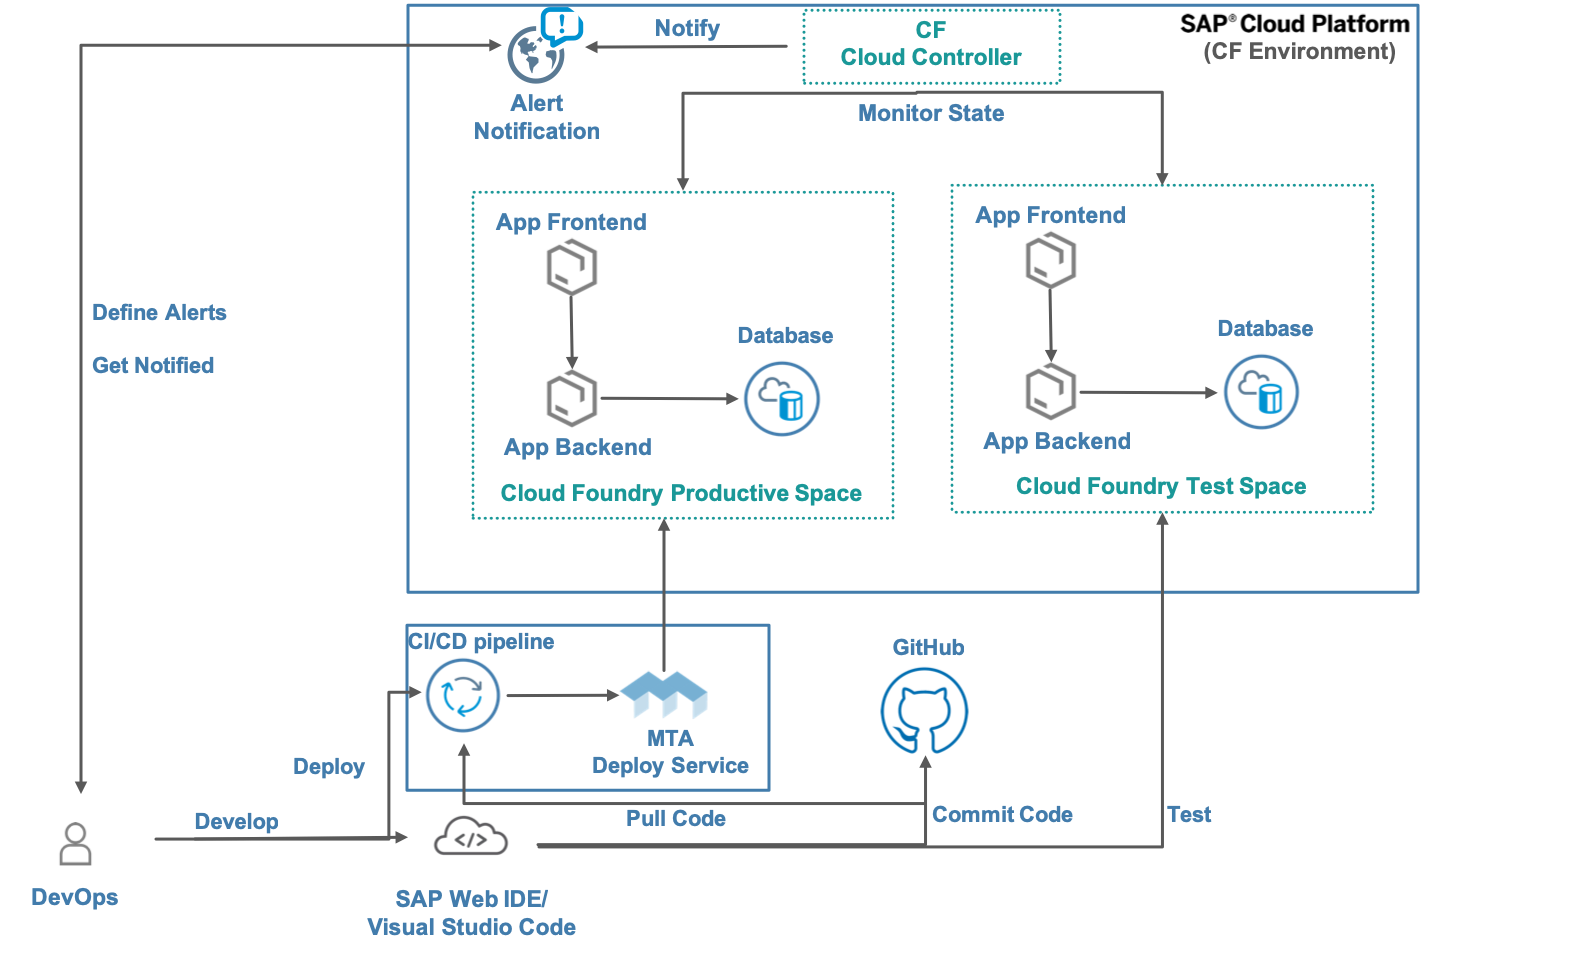 SAP® Cloud Platform
(CF Environment)
Notify
CF
Cloud Controller
Alert
Notification
Monitor State
App Frontend
App Frontend
Define Alerts
Get Notified
Database
Database
App Backend
App Backend
Cloud Foundry Productive Space
Cloud Foundry Test Space
CI/CD pipeline
GitHub
MTA
Deploy Service
Deploy
Develop
Pull Code
Commit Code
Test
</>
DevOps
SAP Web IDE/
Visual Studio Code